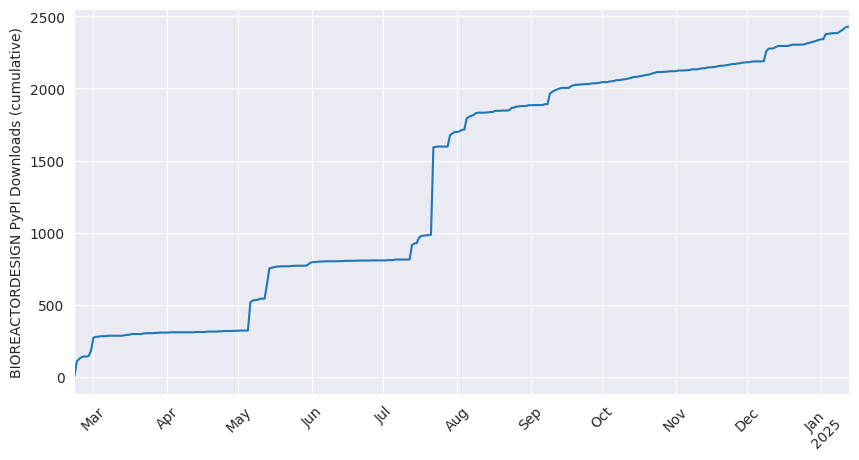 BIOREACTORDESIGN PyPI Downloads (cumulative)
2500
2000
1500
1000
500
0
Mar
Apr
May
Jun
Jul
Aug
Sep
Oct
Nov
Dec
Jan
2025